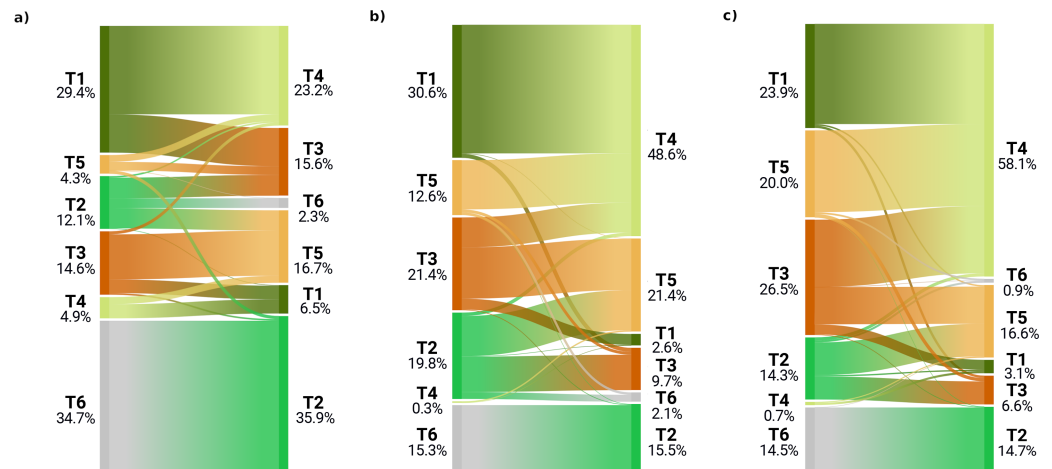 a)
T1
29.4%
T5
4.3%
T2
12.1%
T3
14.6%
T4
4.9%
T6
34.7%
T4
23.2%
T3
15.6%
T6
2.3%
T5
16.7%
T1
6.5%
T2
35.9%
b)
T1
30.6%
T5
12.6%
T3
21.4%
T2
19.8%
T4
0.3%
T6
15.3%
T4
48.6%
T5
21.4%
T1
2.6%
T3
9.7%
T6
2.1%
T2
15.5%
c)
T1
23.9%
T5
20.0%
T3
26.5%
T2
14.3%
T4
0.7%
T6
14.5%
T4
58.1%
T6
0.9%
T5
16.6%
T1
3.1%
T3
6.6%
T2
14.7%